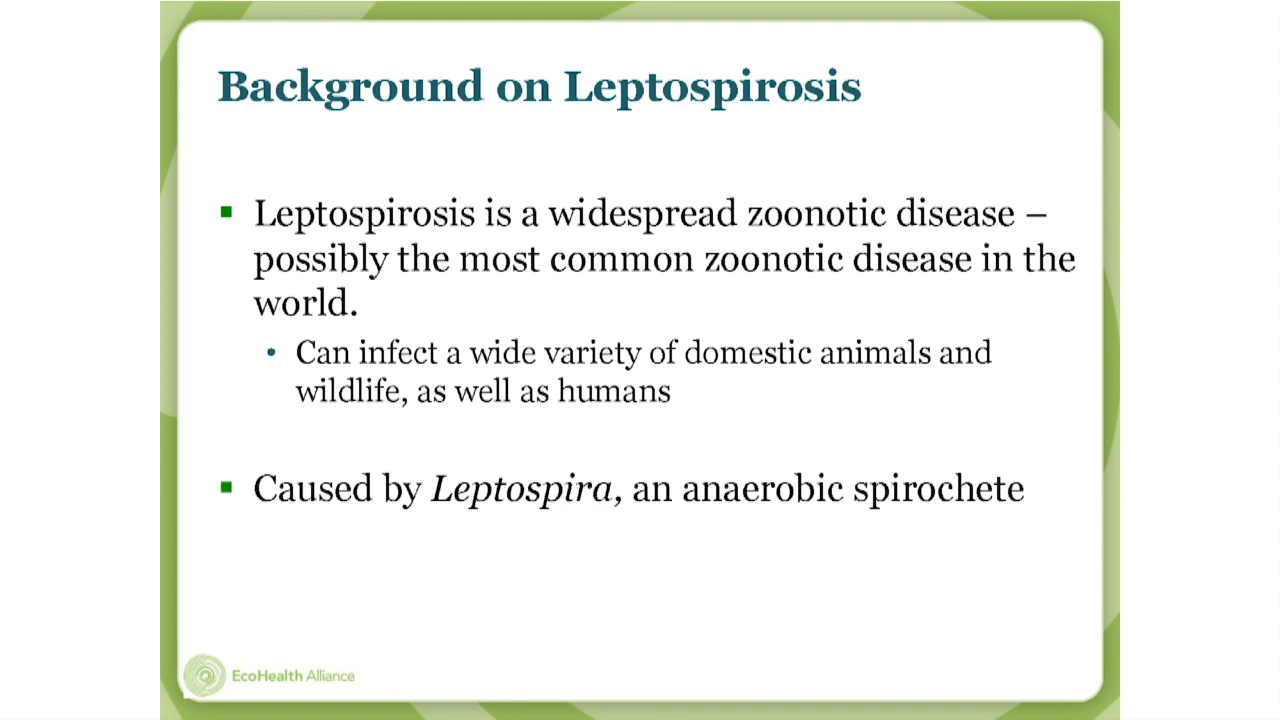 Background on Leptospirosis
▪ Leptospirosis is a widespread zoonotic disease –
possibly the most common zoonotic disease in the
world.
• Can infect a wide variety of domestic animals and
wildlife, as well as humans
▪ Caused by Leptospira, an anaerobic spirochete
EcoHealth Alliance